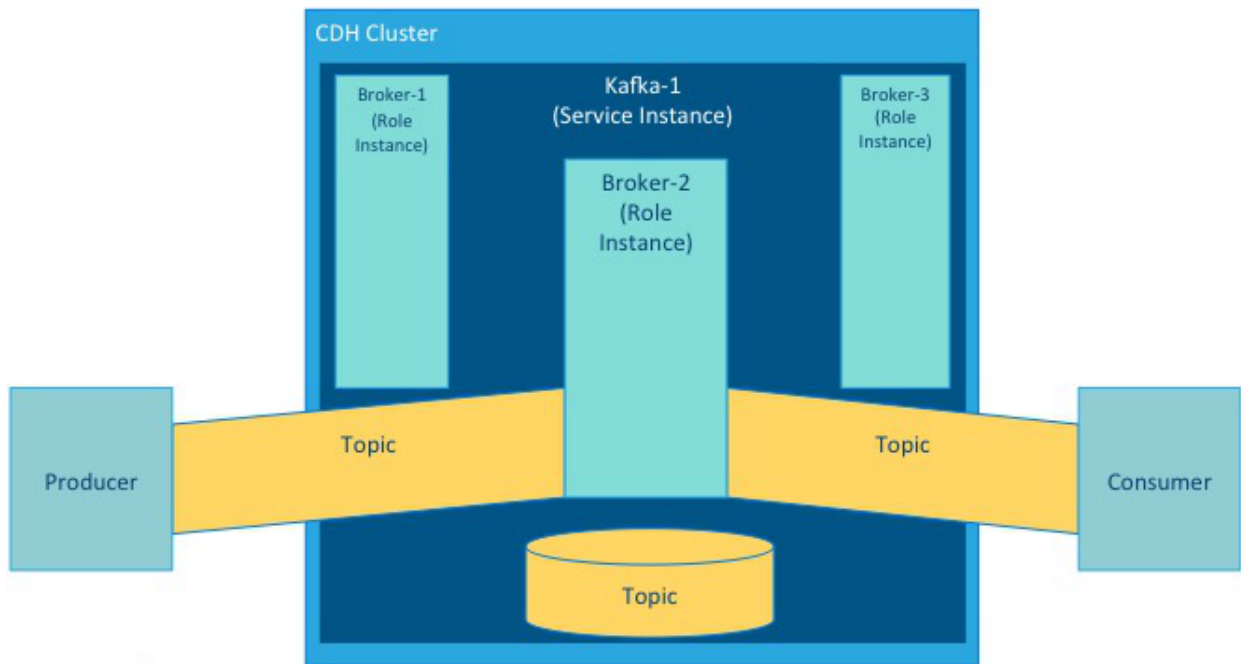 CDH Cluster
Broker-1
(Role
Instance)
Kafka-1
(Service Instance)
Broker-3
(Role
Instance)
Broker-2
(Role
Instance)
Topic
Topic
Producer
Consumer
Topic